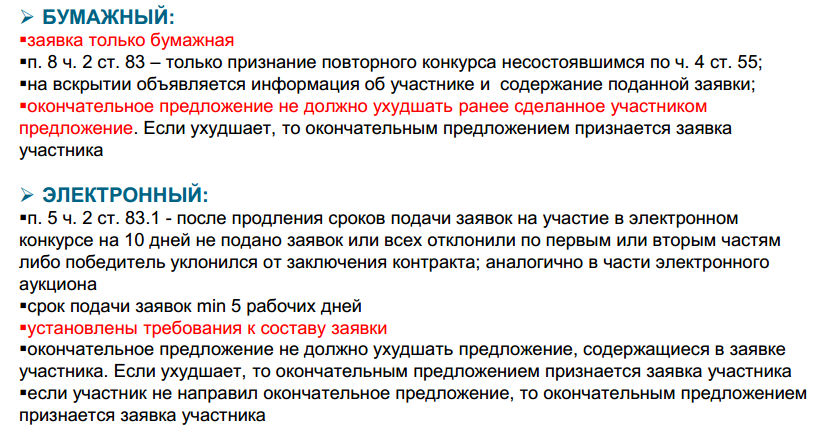 ➢ БУМАЖНЫЙ:
▪заявка только бумажная
▪п. 8 ч. 2 ст. 83 – только признание повторного конкурса несостоявшимся по ч. 4 ст. 55;
▪на вскрытии объявляется информация об участнике и содержание поданной заявки;
▪окончательное предложение не должно ухудшать ранее сделанное участником
предложение. Если ухудшает, то окончательным предложением признается заявка
участника
➢ ЭЛЕКТРОННЫЙ:
▪п. 5 ч. 2 ст. 83.1 - после продления сроков подачи заявок на участие в электронном
конкурсе на 10 дней не подано заявок или всех отклонили по первым или вторым частям
либо победитель уклонился от заключения контракта; аналогично в части электронного
аукциона
▪срок подачи заявок min 5 рабочих дней
▪установлены требования к составу заявки
▪окончательное предложение не должно ухудшать предложение, содержащиеся в заявке
участника. Если ухудшает, то окончательным предложением признается заявка участника
▪если участник не направил окончательное предложение, то окончательным предложением
признается заявка участника